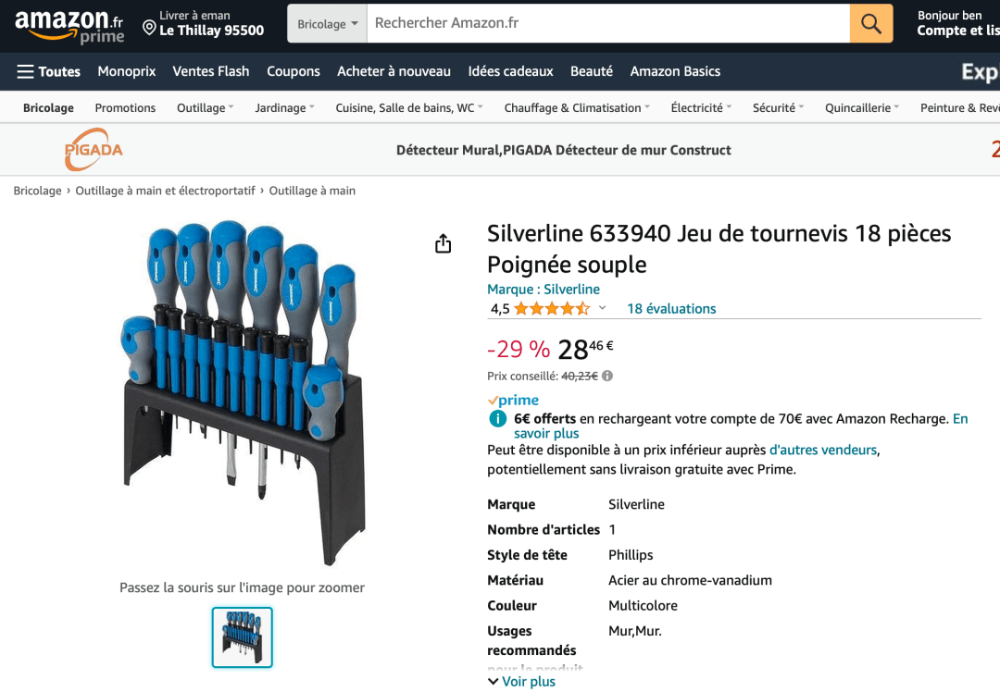 amazon.fr
prime
Livrer à eman
Le Thillay 95500
Bricolage
Rechercher Amazon.fr
Bonjour ben
Compte et lis
Toutes Monoprix Ventes Flash Coupons Acheter à nouveau Idées cadeaux Beauté Amazon Basics
Exp
Bricolage Promotions Outillage Jardinage Cuisine, Salle de bains, WC Chauffage & Climatisation Électricité Sécurité Quincaillerie Peinture & Revê
PIGADA
Détecteur Mural,PIGADA Détecteur de mur Construct
2
Bricolage › Outillage à main et électroportatif › Outillage à main
Silverline 633940 Jeu de tournevis 18 pièces
Poignée souple
Marque : Silverline
4,5 18 évaluations
-29 % 28,46 €
Prix conseillé: 40,23€
prime
6€ offerts en rechargeant votre compte de 70€ avec Amazon Recharge. En
savoir plus
Peut être disponible à un prix inférieur auprès d'autres vendeurs,
potentiellement sans livraison gratuite avec Prime.
Marque Silverline
Nombre d'articles 1
Style de tête Phillips
Matériau Acier au chrome-vanadium
Couleur Multicolore
Usages Mur,Mur.
recommandés
pour le produit
Voir plus
Passez la souris sur l'image pour zoomer